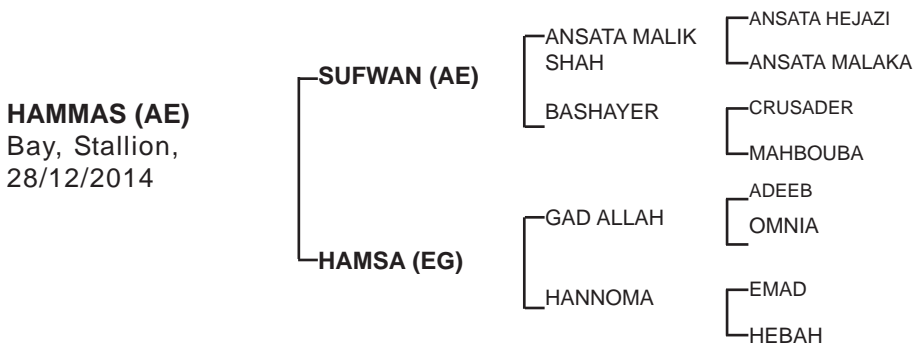 HAMMAS (AE)
Bay, Stallion,
28/12/2014
SUFWAN (AE)
HAMSA (EG)
ANSATA MALIK
SHAH
BASHAYER
GAD ALLAH
HANNOMA
ANSATA HEJAZI
ANSATA MALAKA
CRUSADER
MAHBOUBA
ADEEB
OMNIA
EMAD
HEBAH